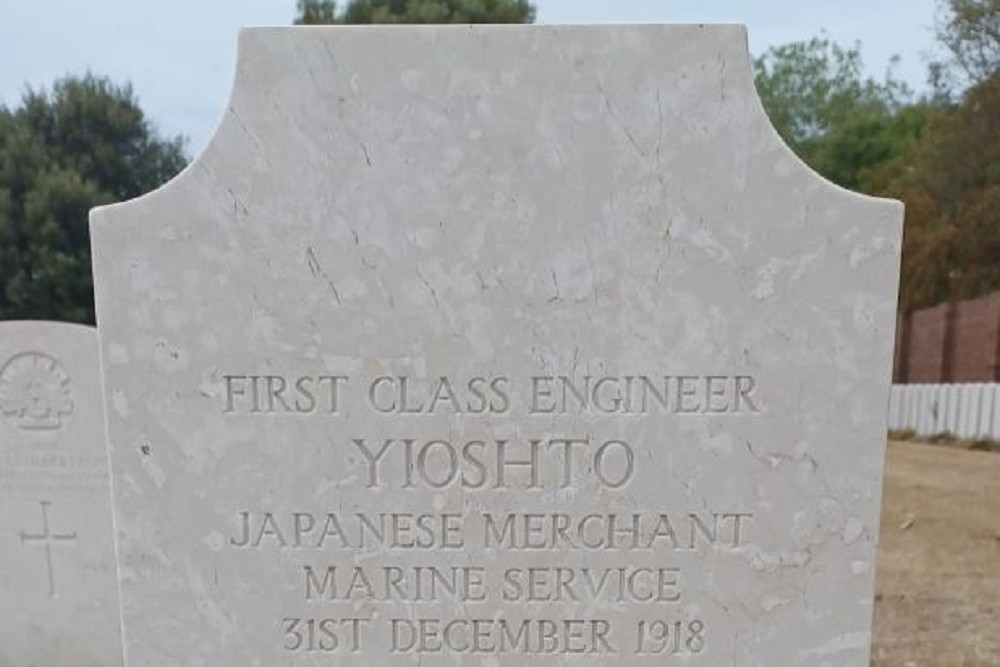 FIRST CLASS ENGINEER
YIOSHTO
JAPANESE MERCHANT
MARINE SERVICE
31ST DECEMBER 1918